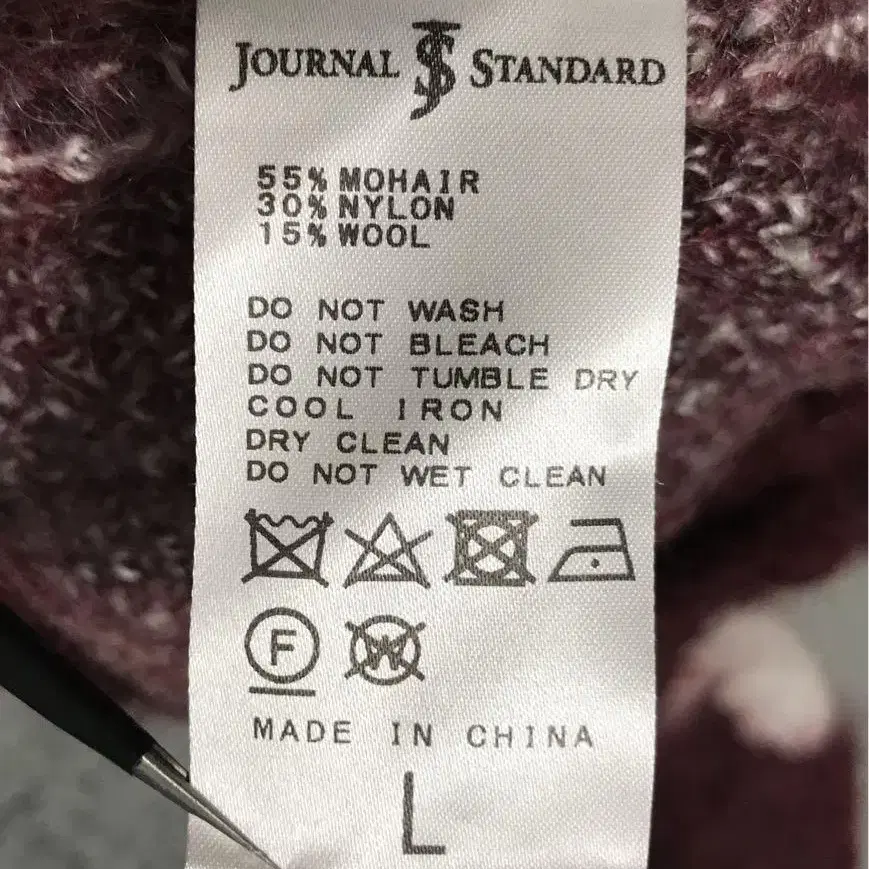 JOURNAL JS STANDARD
55% MOHAIR
30% NYLON
15% WOOL
DO NOT WASH
DO NOT BLEACH
DO NOT TUMBLE DRY
COOL IRON
DRY CLEAN
DO NOT WET CLEAN
F W
MADE IN CHINA
L